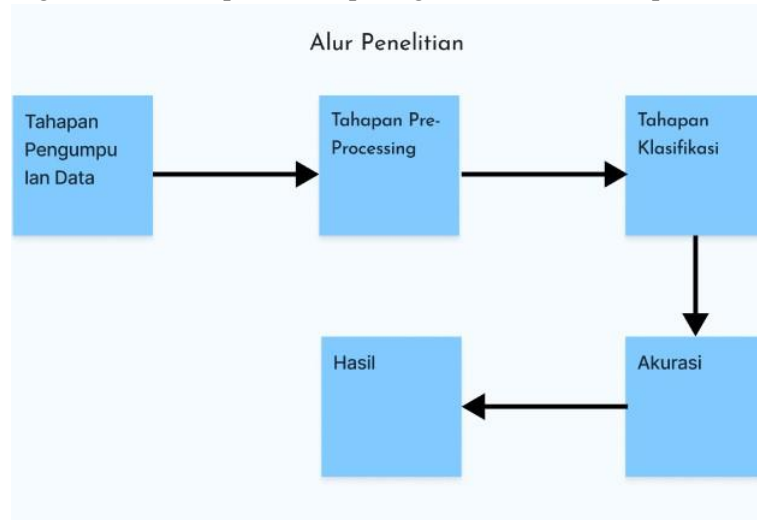 Alur Penelitian
Tahapan
Pengumpu
lan Data
Tahapan Pre-
Processing
Tahapan
Klasifikasi
Akurasi
Hasil